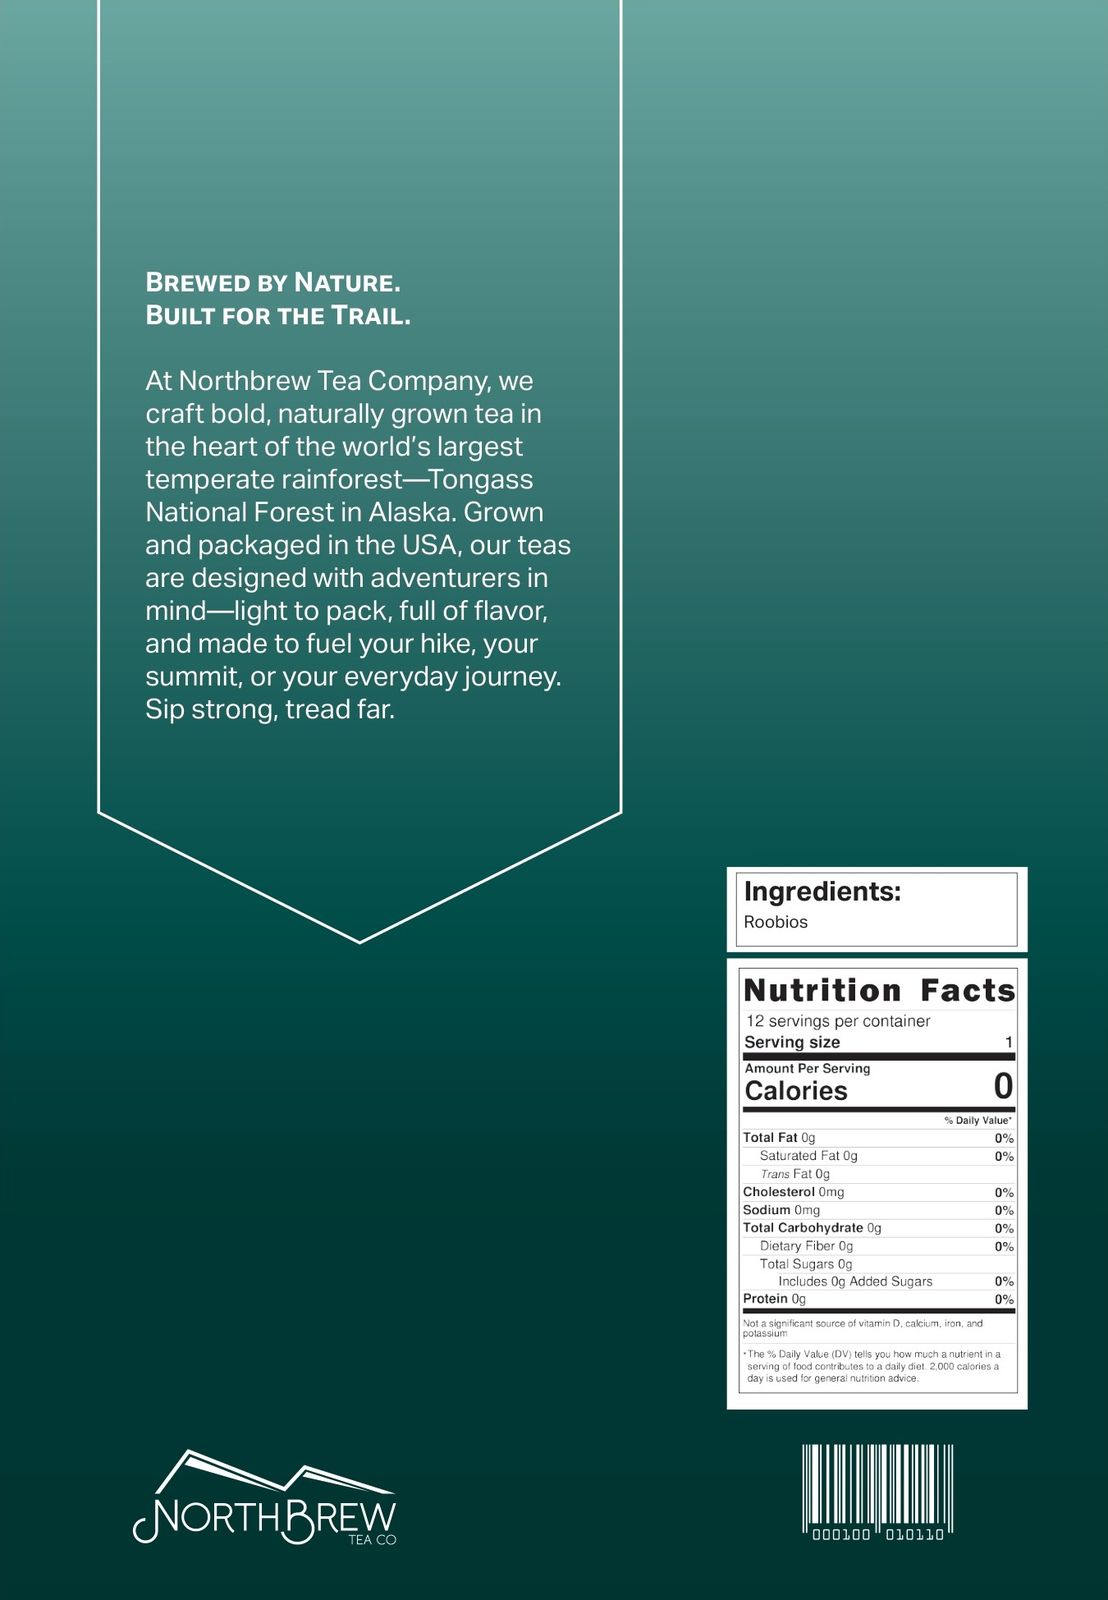 BREWED BY NATURE.
BUILT FOR THE TRAIL.
At Northbrew Tea Company, we
craft bold, naturally grown tea in
the heart of the world's largest
temperate rainforest—Tongass
National Forest in Alaska. Grown
and packaged in the USA, our teas
are designed with adventurers in
mind—light to pack, full of flavor,
and made to fuel your hike, your
summit, or your everyday journey.
Sip strong, tread far.
Ingredients:
Roobios
Nutrition Facts
12 servings per container
Serving size 1
Amount Per Serving
Calories 0
% Daily Value*
Total Fat 0g 0%
Saturated Fat 0g 0%
Trans Fat 0g
Cholesterol 0mg 0%
Sodium 0mg 0%
Total Carbohydrate 0g 0%
Dietary Fiber 0g 0%
Total Sugars 0g
Includes 0g Added Sugars 0%
Protein 0g 0%
Not a significant source of vitamin D, calcium, iron, and
potassium
*The % Daily Value (DV) tells you how much a nutrient in a
serving of food contributes to a daily diet. 2,000 calories a
day is used for general nutrition advice.
NORTHBREW
TEA CO
000100 010110